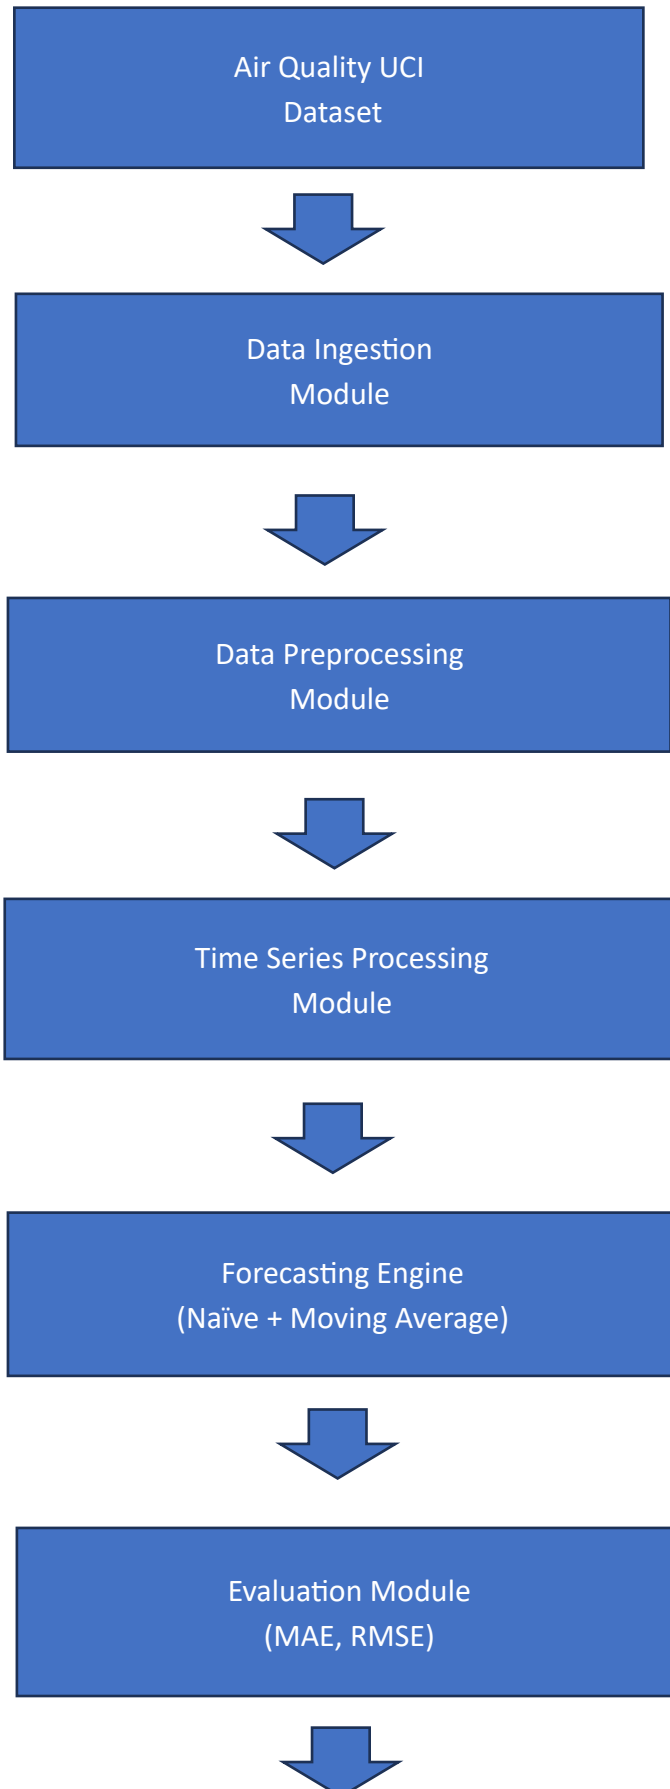 Air Quality UCI
Dataset
Data Ingestion
Module
Data Preprocessing
Module
Time Series Processing
Module
Forecasting Engine
(Naïve + Moving Average)
Evaluation Module
(MAE, RMSE)